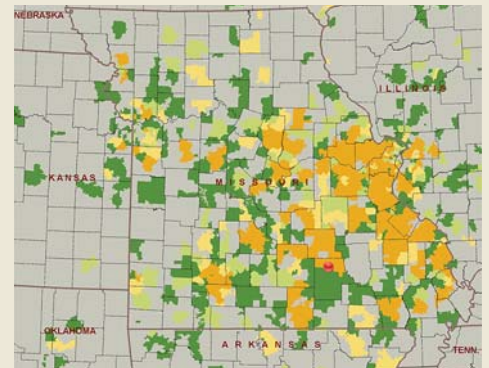 NEBRASKA
ILLINOIS
KANSAS
MISSOURI
OKLAHOMA
ARKANSAS
TENN.